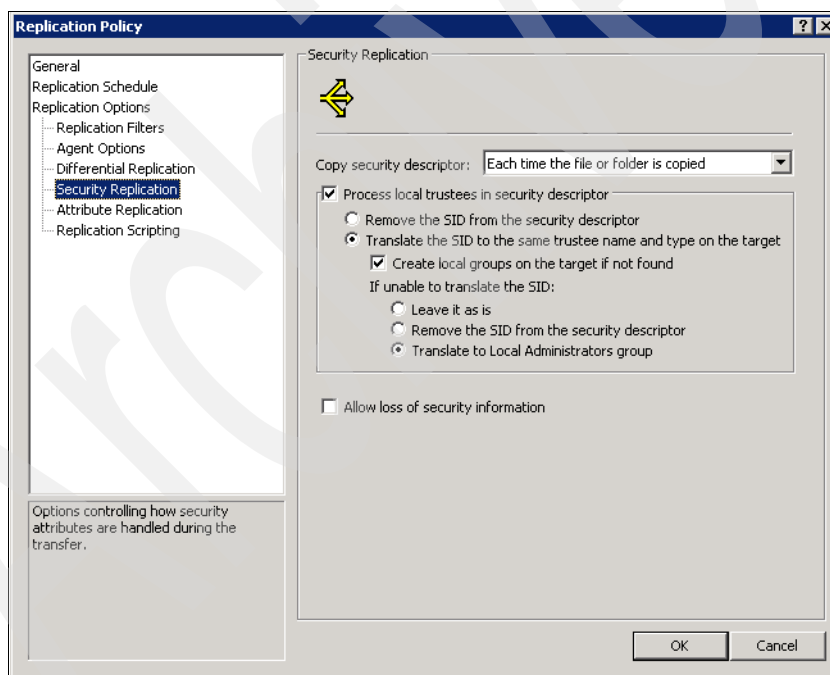 Replication Policy
General
Replication Schedule
Replication Options
Replication Filters
Agent Options
Differential Replication
Security Replication
Attribute Replication
Replication Scripting
Options controlling how security
attributes are handled during the
transfer.
Security Replication
Copy security descriptor: Each time the file or folder is copied
Process local trustees in security descriptor
Remove the SID from the security descriptor
Translate the SID to the same trustee name and type on the target
Create local groups on the target if not found
If unable to translate the SID:
Leave it as is
Remove the SID from the security descriptor
Translate to Local Administrators group
Allow loss of security information
OK Cancel